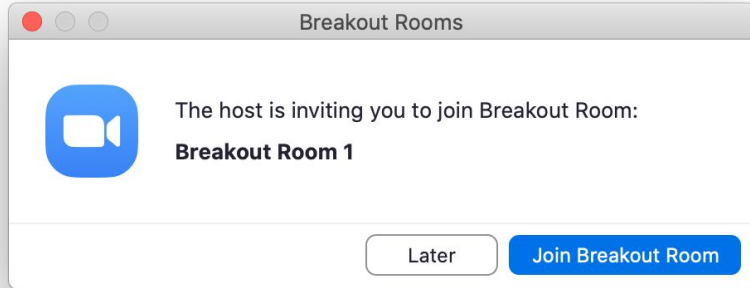 Breakout Rooms
The host is inviting you to join Breakout Room:
Breakout Room 1
Later
Join Breakout Room